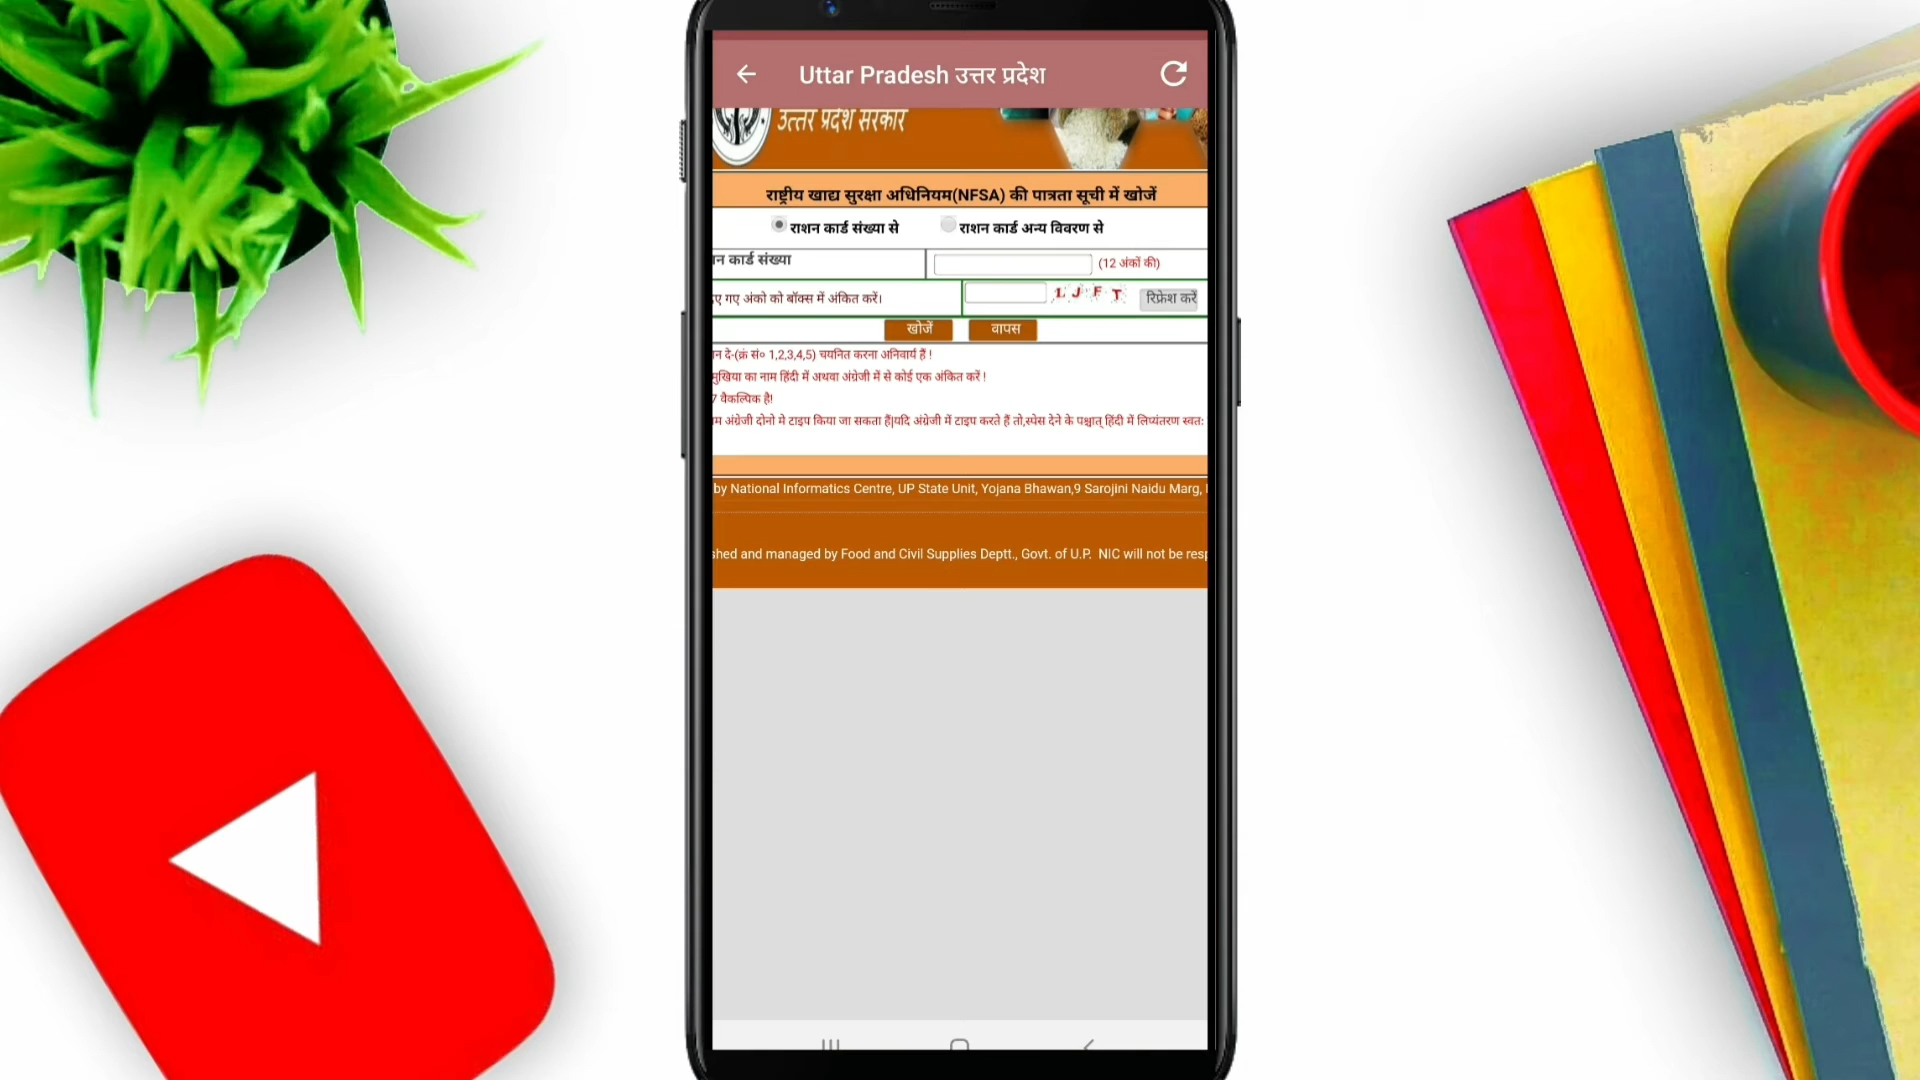 Uttar Pradesh उत्तर प्रदेश
उत्तर प्रदेश सरकार
राष्ट्रीय खाद्य सुरक्षा अधिनियम(NFSA) की पात्रता सूची में खोजें
राशन कार्ड संख्या से राशन कार्ड अन्य विवरण से
न कार्ड संख्या (12 अंकों की)
ए गए अंको को बॉक्स में अंकित करें। L J F T रिफ्रेश करें
खोजें वापस
न दे-(क्रं सं० 1,2,3,4,5) चयनित करना अनिवार्य हैं !
मुखिया का नाम हिंदी में अथवा अंग्रेजी में से कोई एक अंकित करें !
7 वैकल्पिक है!
म अंग्रेजी दोनो मे टाइप किया जा सकता हैं|यदि अंग्रेजी में टाइप करते हैं तो,स्पेस देने के पश्चात् हिंदी में लिप्यंतरण स्वत:
by National Informatics Centre, UP State Unit, Yojana Bhawan,9 Sarojini Naidu Marg,
shed and managed by Food and Civil Supplies Deptt., Govt. of U.P. NIC will not be resp